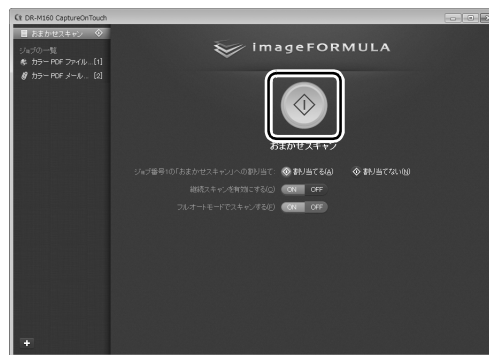 DR-M160 CaptureOnTouch
おまかせスキャン
ジョブの一覧
カラー PDF ファイル... [1]
カラー PDF メール... [2]
imageFORMULA
おまかせスキャン
ジョブ番号1の「おまかせスキャン」への割り当て: 割り当てる(A) 割り当てない(N)
継続スキャンを有効にする(C) ON OFF
フルオートモードでスキャンする(F) ON OFF